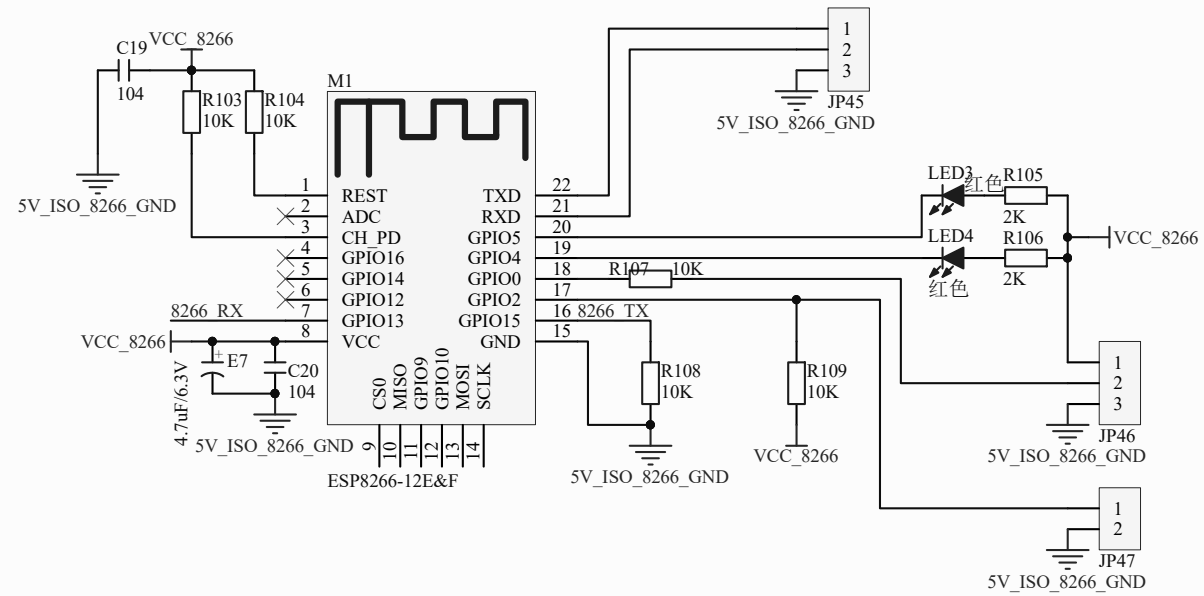 C19
VCC_8266
104
5V_ISO_8266_GND
R103
10K
R104
10K
M1
1
2
3
4
5
6
7
8
REST
ADC
CH_PD
GPIO16
GPIO14
GPIO12
GPIO13
VCC
TXD
RXD
GPIO5
GPIO4
GPIO0
GPIO2
GPIO15
GND
22
21
20
19
18
17
16
15
CS0
MISO
GPIO9
GPIO10
MOSI
SCLK
9
10
11
12
13
14
ESP8266-12E&F
8266_RX
VCC_8266
+
E7
4.7uF/6.3V
C20
104
5V_ISO_8266_GND
1
2
3
JP45
5V_ISO_8266_GND
LED3
红色
R105
2K
LED4
红色
R106
2K
VCC_8266
R107
10K
8266_TX
R108
10K
5V_ISO_8266_GND
R109
10K
VCC_8266
1
2
3
JP46
5V_ISO_8266_GND
1
2
JP47
5V_ISO_8266_GND